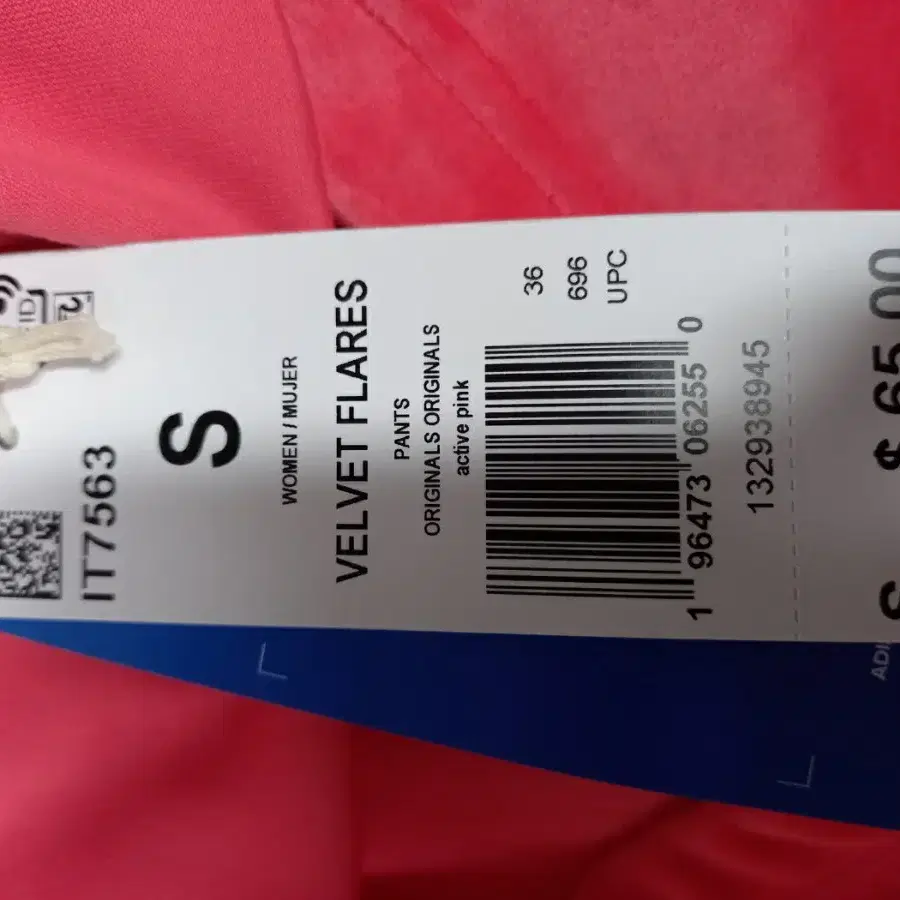 IT7563
S
WOMEN / MUJER
VELVET FLARES
PANTS
ORIGINALS ORIGINALS
active pink
36
696
UPC
1 96473 06255 0
132938945
$ 65.00
S
ADI